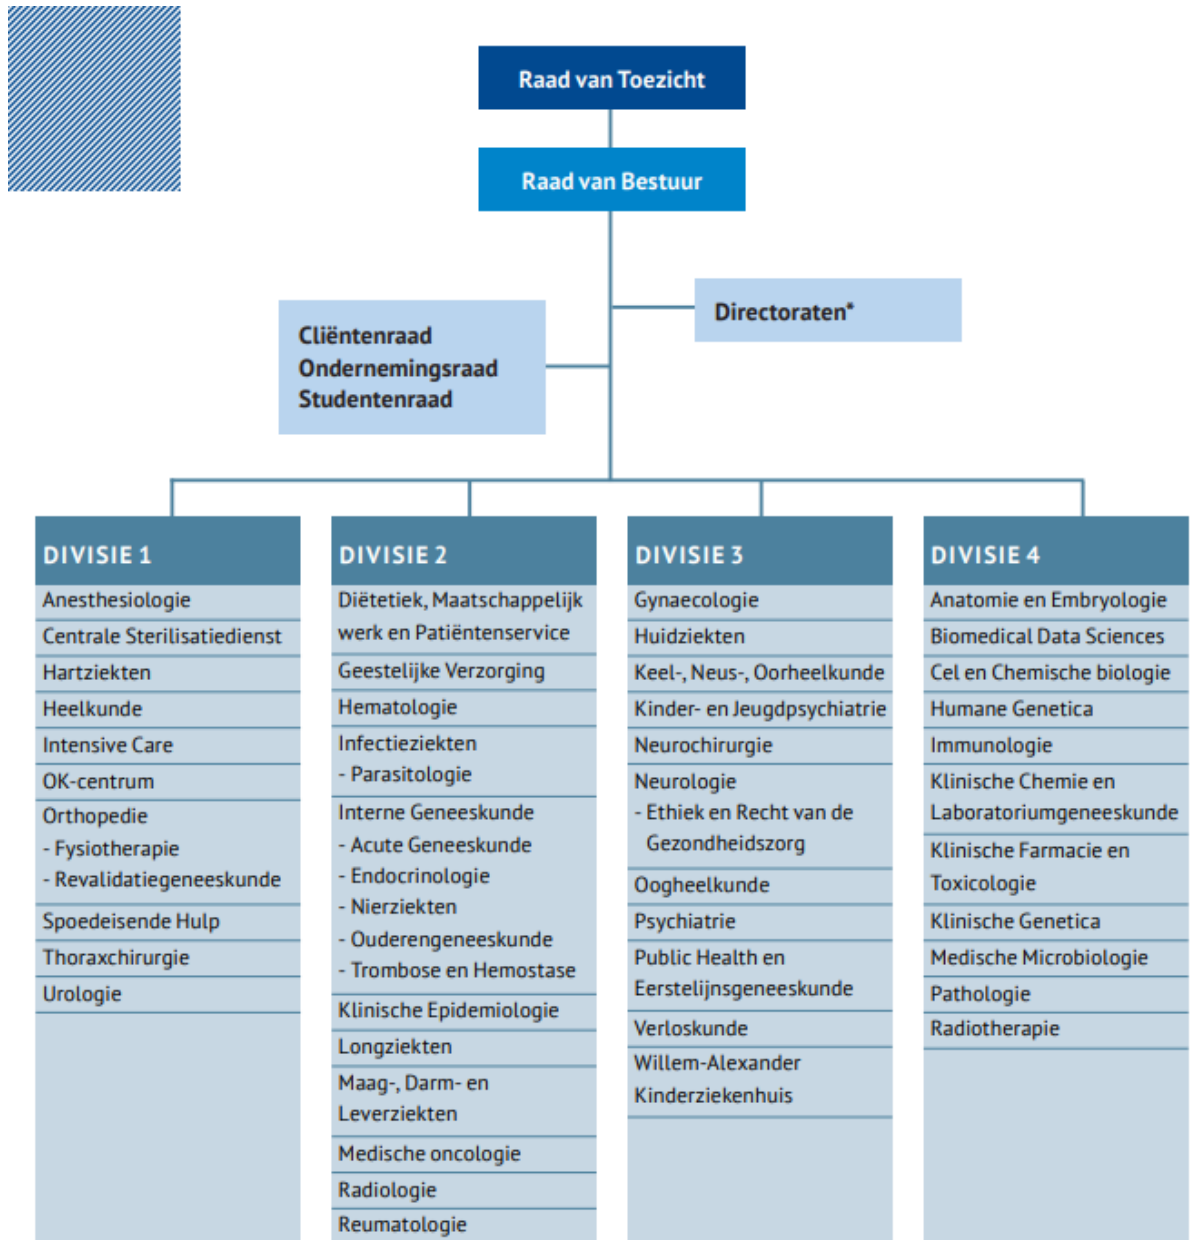 Raad van Toezicht
Raad van Bestuur
Directoraten*
Cliëntenraad
Ondernemingsraad
Studentenraad
DIVISIE 1
Anesthesiologie
Centrale Sterilisatiedienst
Hartziekten
Heelkunde
Intensive Care
OK-centrum
Orthopedie
- Fysiotherapie
- Revalidatiegeneeskunde
Spoedeisende Hulp
Thoraxchirurgie
Urologie
DIVISIE 2
Diëtetiek, Maatschappelijk
werk en Patiëntenservice
Geestelijke Verzorging
Hematologie
Infectieziekten
- Parasitologie
Interne Geneeskunde
- Acute Geneeskunde
- Endocrinologie
- Nierziekten
- Ouderengeneeskunde
- Trombose en Hemostase
Klinische Epidemiologie
Longziekten
Maag-, Darm- en
Leverziekten
Medische oncologie
Radiologie
Reumatologie
DIVISIE 3
Gynaecologie
Huidziekten
Keel-, Neus-, Oorheelkunde
Kinder- en Jeugdpsychiatrie
Neurochirurgie
Neurologie
- Ethiek en Recht van de
Gezondheidszorg
Oogheelkunde
Psychiatrie
Public Health en
Eerstelijnsgeneeskunde
Verloskunde
Willem-Alexander
Kinderziekenhuis
DIVISIE 4
Anatomie en Embryologie
Biomedical Data Sciences
Cel en Chemische biologie
Humane Genetica
Immunologie
Klinische Chemie en
Laboratoriumgeneeskunde
Klinische Farmacie en
Toxicologie
Klinische Genetica
Medische Microbiologie
Pathologie
Radiotherapie